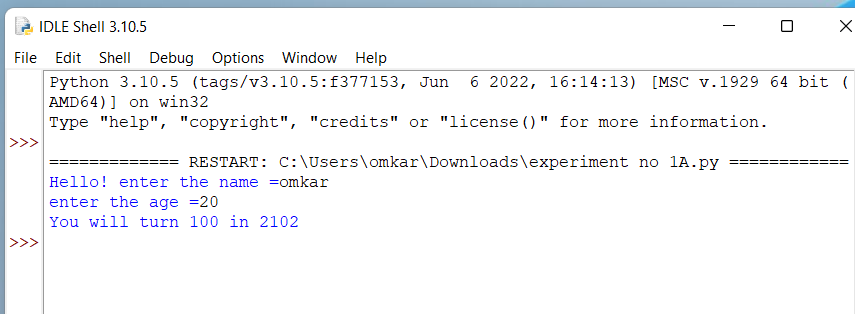 IDLE Shell 3.10.5
File Edit Shell Debug Options Window Help
Python 3.10.5 (tags/v3.10.5:f377153, Jun  6 2022, 16:14:13) [MSC v.1929 64 bit (
AMD64)] on win32
Type "help", "copyright", "credits" or "license()" for more information.
>>>
============= RESTART: C:\Users\omkar\Downloads\experiment no 1A.py ============
Hello! enter the name =omkar
enter the age =20
You will turn 100 in 2102
>>>